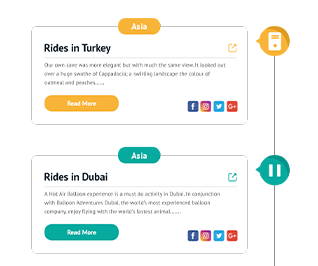 Asia
Rides in Turkey
Our own cave was more elegant but with much the same view. It looked out
over a huge swathe of Cappadocia; a swirling landscape the colour of
oatmeal and peaches......
Read More
Asia
Rides in Dubai
A Hot Air Balloon experience is a must do activity in Dubai. In conjunction
with Balloon Adventures Dubai, the world's most experienced balloon
company, enjoy flying with the world's fastest animal.......
Read More